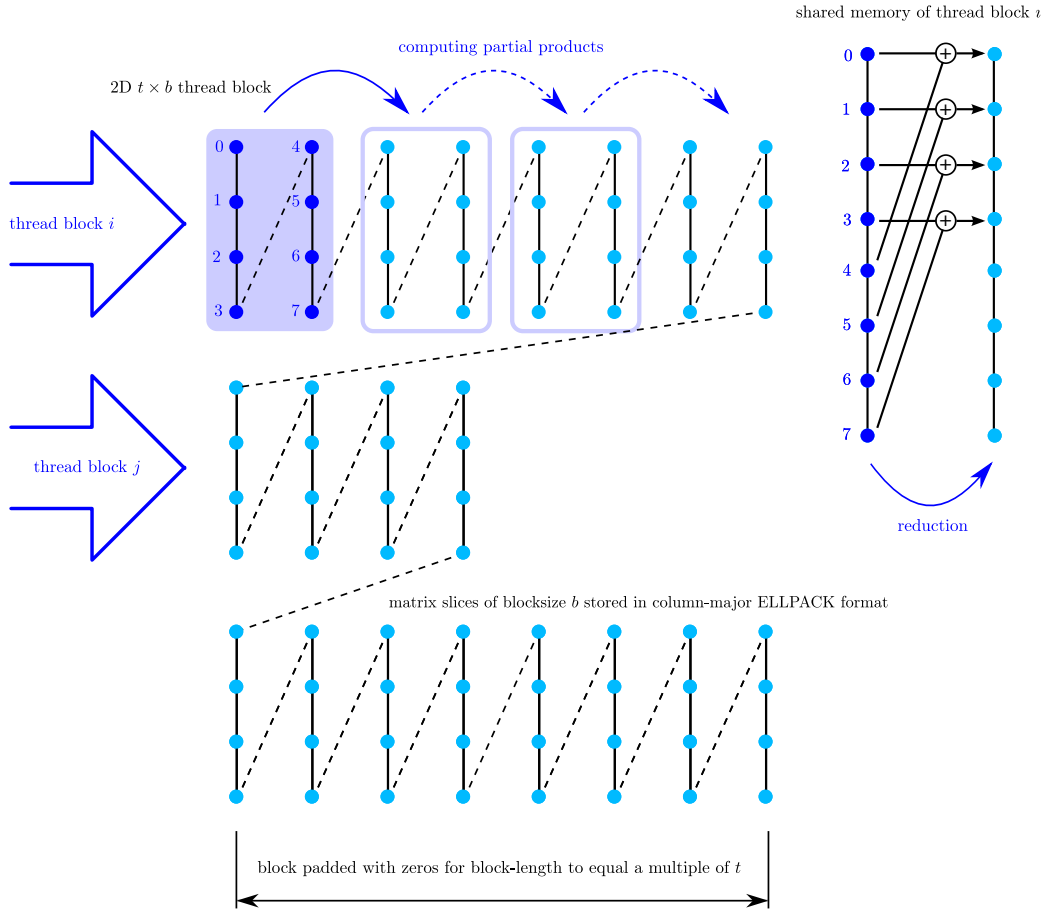 shared memory of thread block ı
computing partial products
2D t × b thread block
0 4
1 5
2 6
3 7
thread block i
0
1
2
3
4
5
6
7
reduction
thread block j
matrix slices of blocksize b stored in column-major ELLPACK format
block padded with zeros for block-length to equal a multiple of t